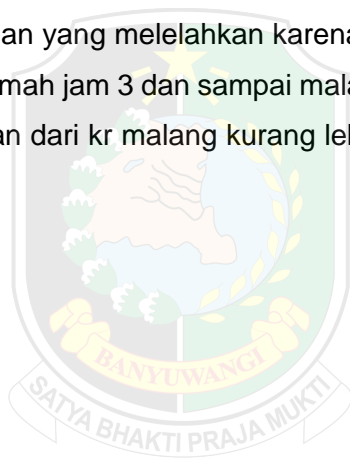 an yang melelahkan karena
mah jam 3 dan sampai mala
an dari kr malang kurang le
BANYUWANGI
SATYA BHAKTI PRAJA MUKTI